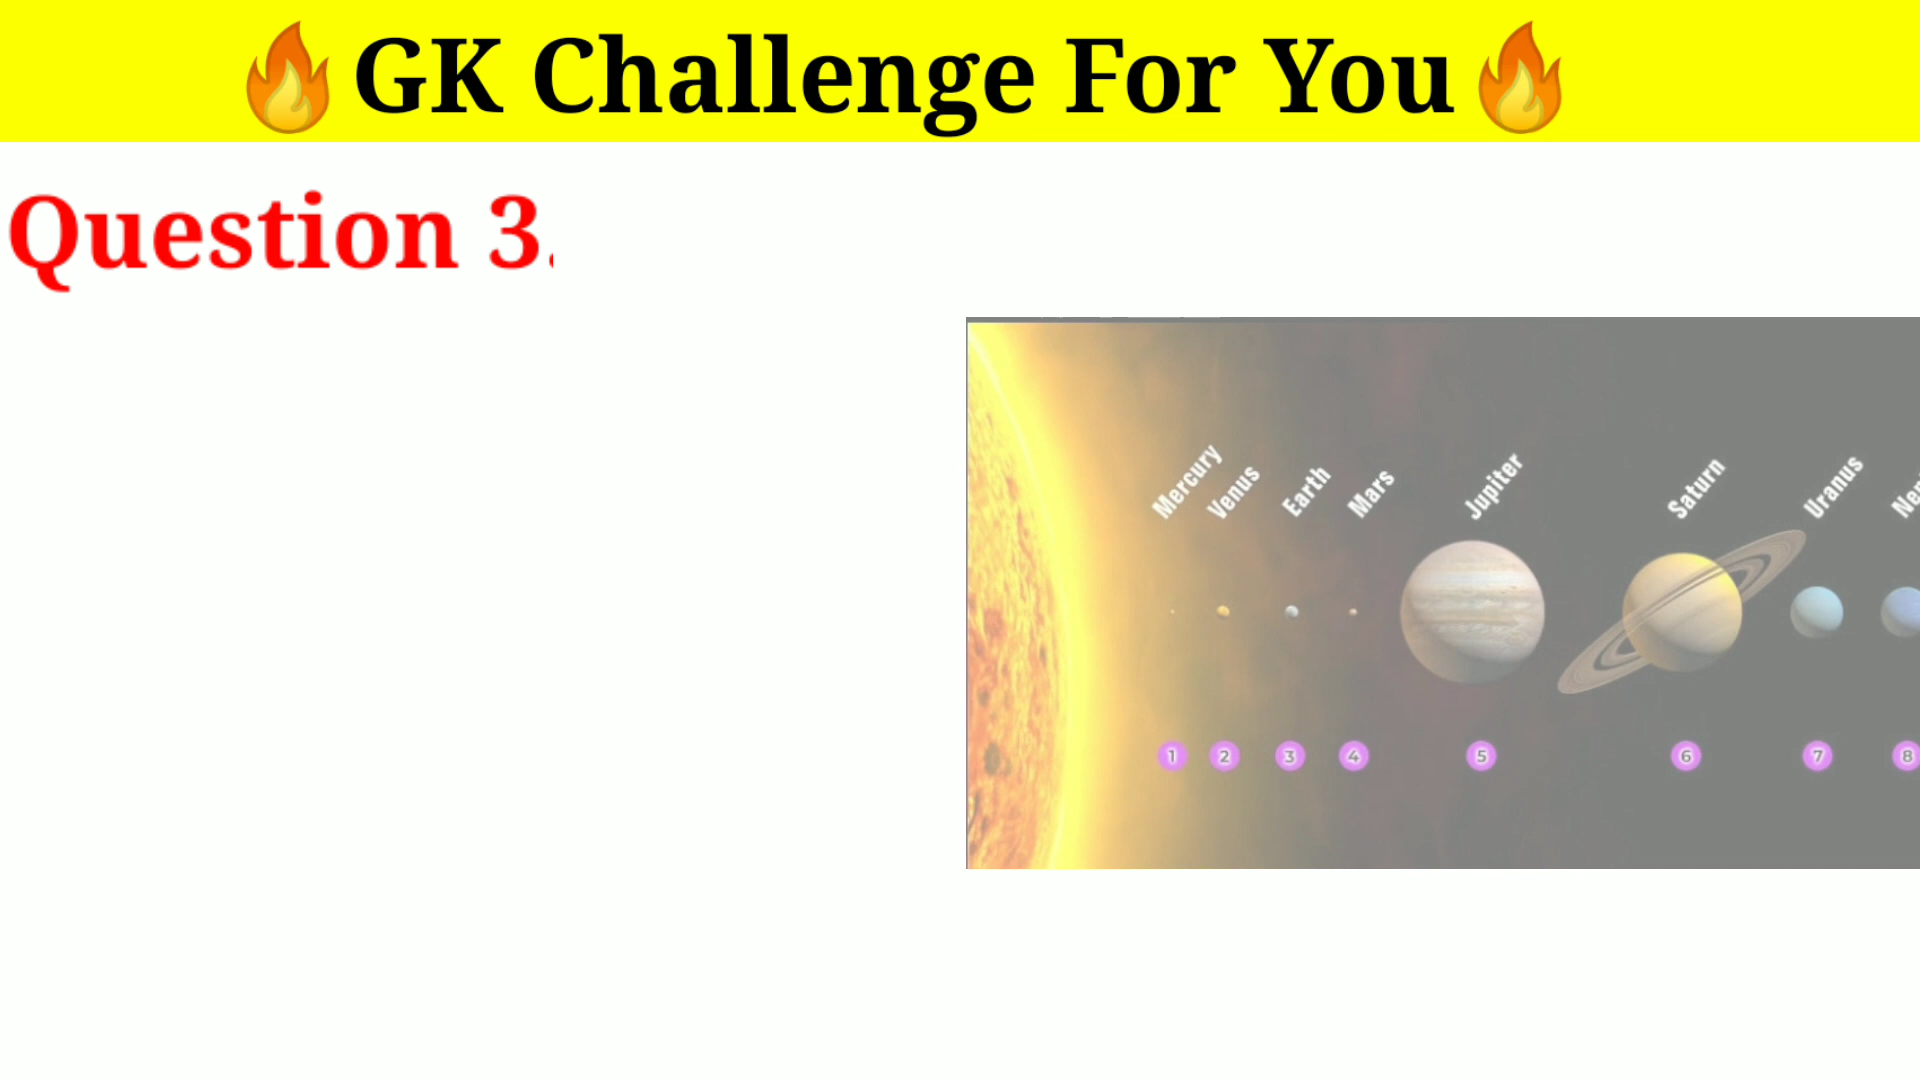 🔥GK Challenge For You🔥
Question 3.
Mercury Venus Earth Mars Jupiter Saturn Uranus
1 2 3 4 5 6 7 8